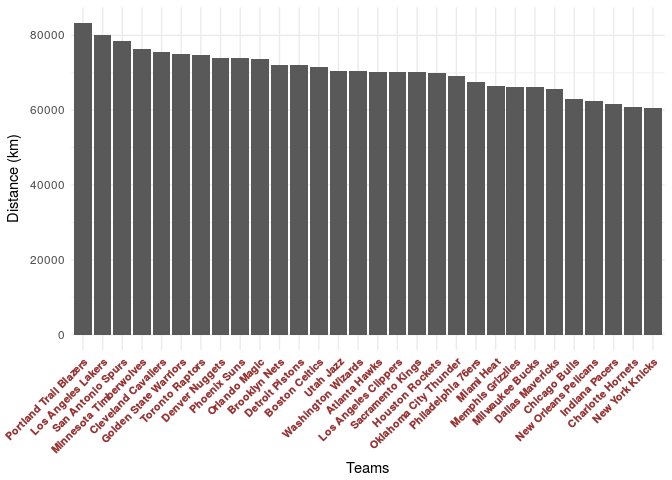 80000
60000
40000
20000
0
Distance (km)
Portland Trail Blazers
Los Angeles Lakers
San Antonio Spurs
Minnesota Timberwolves
Cleveland Cavaliers
Golden State Warriors
Toronto Raptors
Denver Nuggets
Phoenix Suns
Orlando Magic
Brooklyn Nets
Detroit Pistons
Boston Celtics
Utah Jazz
Washington Wizards
Atlanta Hawks
Los Angeles Clippers
Sacramento Kings
Houston Rockets
Oklahoma City Thunder
Philadelphia 76ers
Miami Heat
Memphis Grizzlies
Milwaukee Bucks
Dallas Mavericks
Chicago Bulls
New Orleans Pelicans
Indiana Pacers
Charlotte Hornets
New York Knicks
Teams